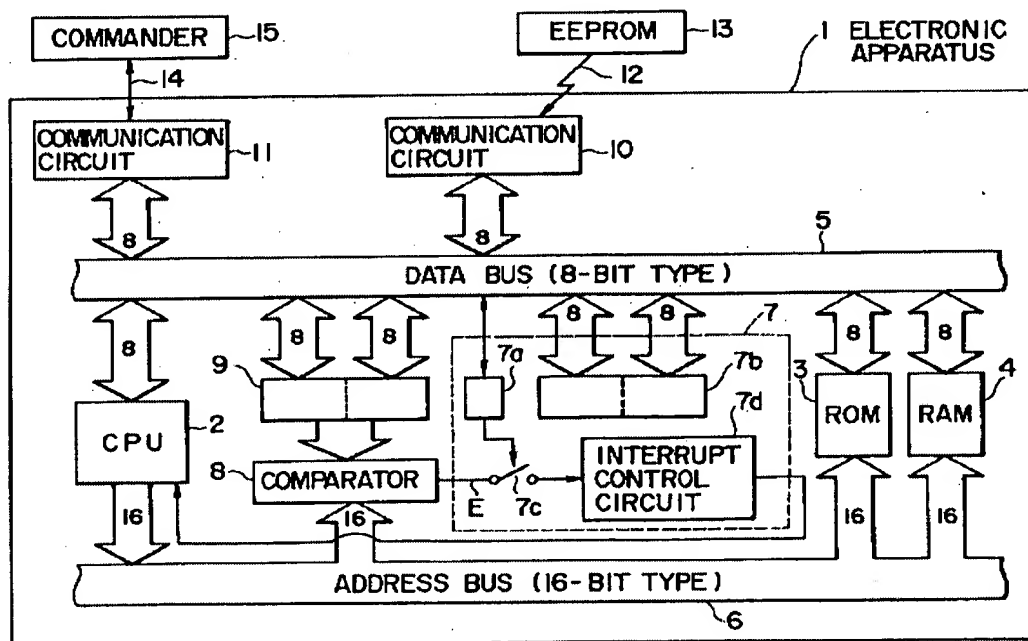 COMMANDER
15
EEPROM
13
1 ELECTRONIC
APPARATUS
14
12
COMMUNICATION
CIRCUIT
11
COMMUNICATION
CIRCUIT
10
8
8
5
DATA BUS (8-BIT TYPE)
8
8
8
8
8
8
8
7
9
7a
7b
3
4
CPU
2
7d
ROM
RAM
8
COMPARATOR
E
7c
INTERRUPT
CONTROL
CIRCUIT
16
16
16
16
ADDRESS BUS (16-BIT TYPE)
6